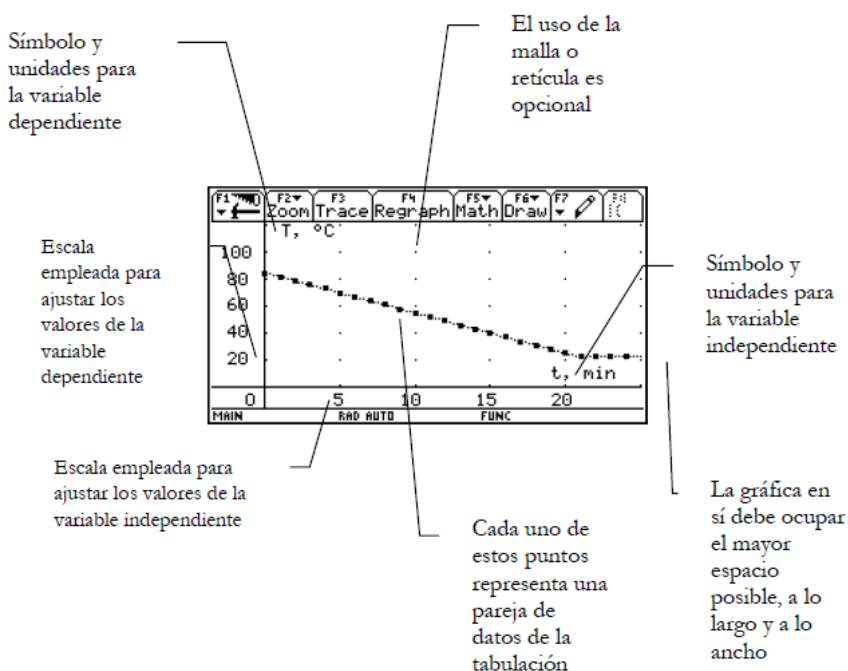 Símbolo y
unidades para
la variable
dependiente
El uso de la
malla o
retícula es
opcional
F1
F2 Zoom
F3 Trace
F4 Regraph
F5 Math
F6 Draw
F7
T, °C
100
80
60
40
20
t, min
0 5 10 15 20
MAIN RAD AUTO FUNC
Escala
empleada para
ajustar los
valores de la
variable
dependiente
Símbolo y
unidades para
la variable
independiente
Escala empleada para
ajustar los valores de la
variable independiente
Cada uno de
estos puntos
representa una
pareja de
datos de la
tabulación
La gráfica en
sí debe ocupar
el mayor
espacio
posible, a lo
largo y a lo
ancho